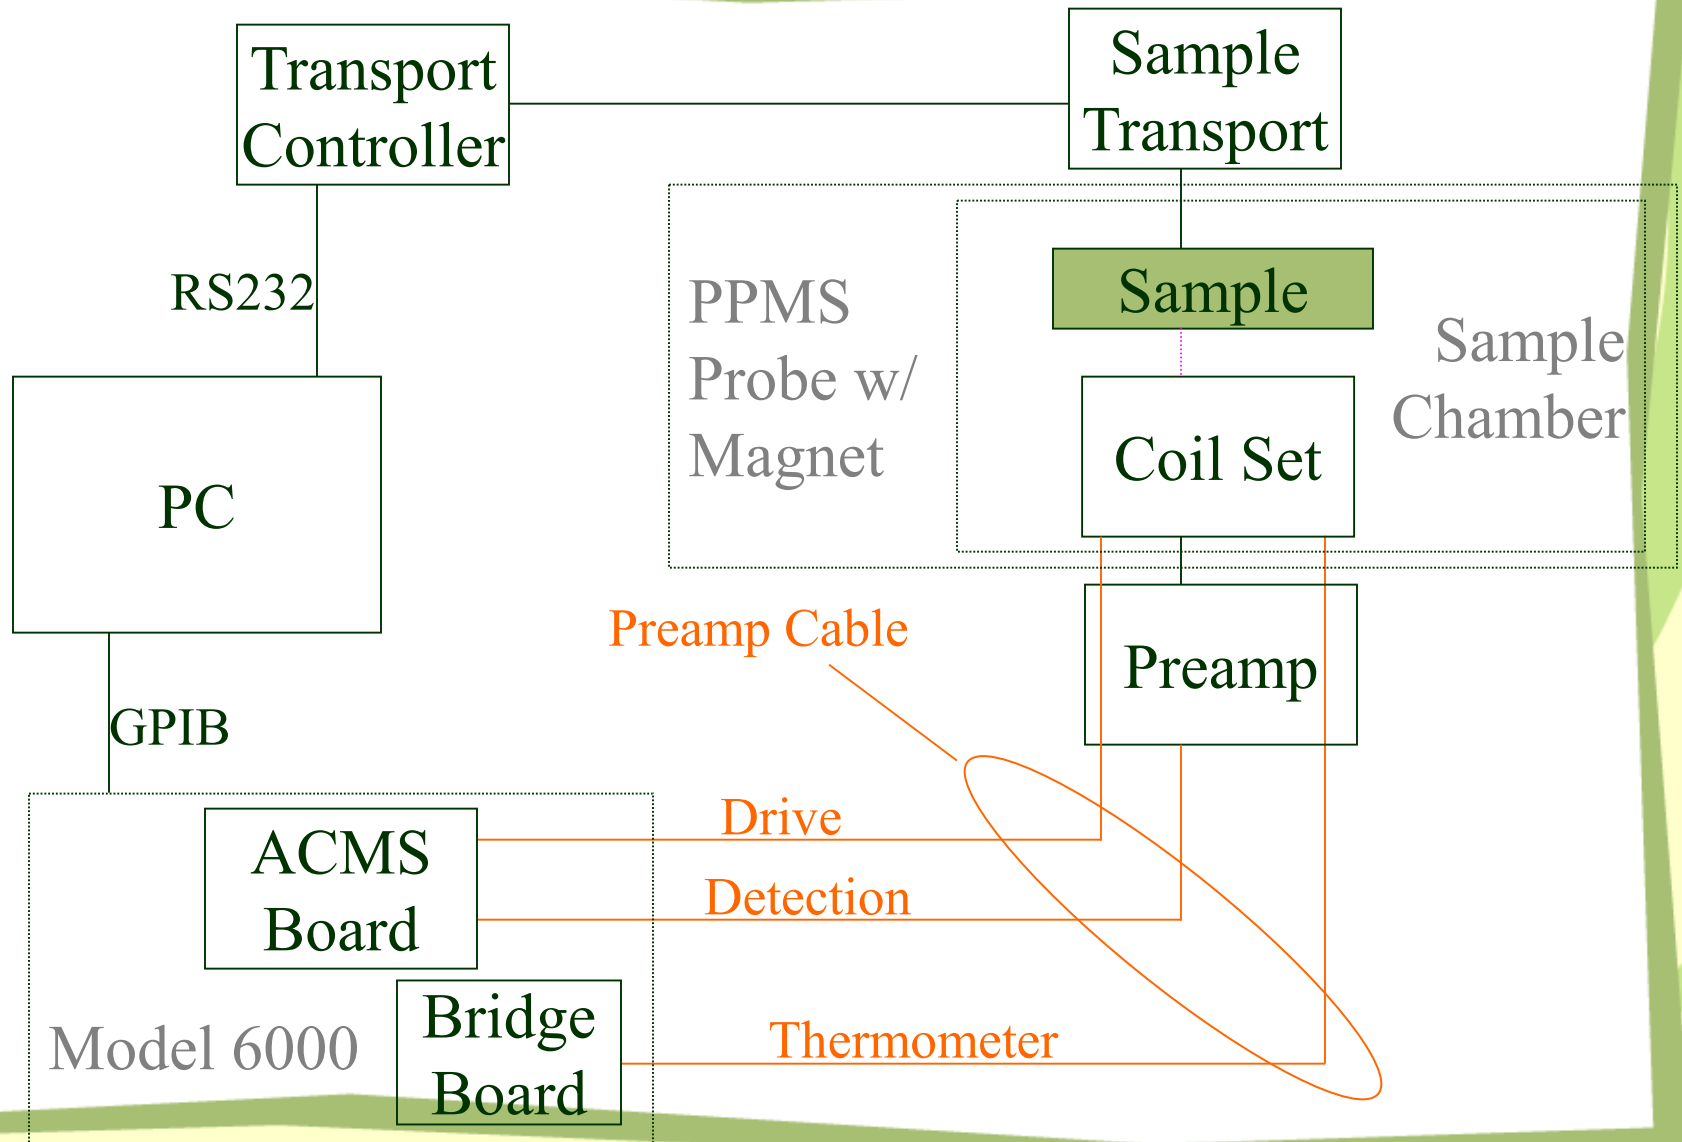 Transport
Controller
Sample
Transport
RS232
PPMS
Probe w/
Magnet
Sample
Sample
Chamber
PC
Coil Set
Preamp Cable
Preamp
GPIB
Drive
ACMS
Board
Detection
Model 6000
Bridge
Board
Thermometer